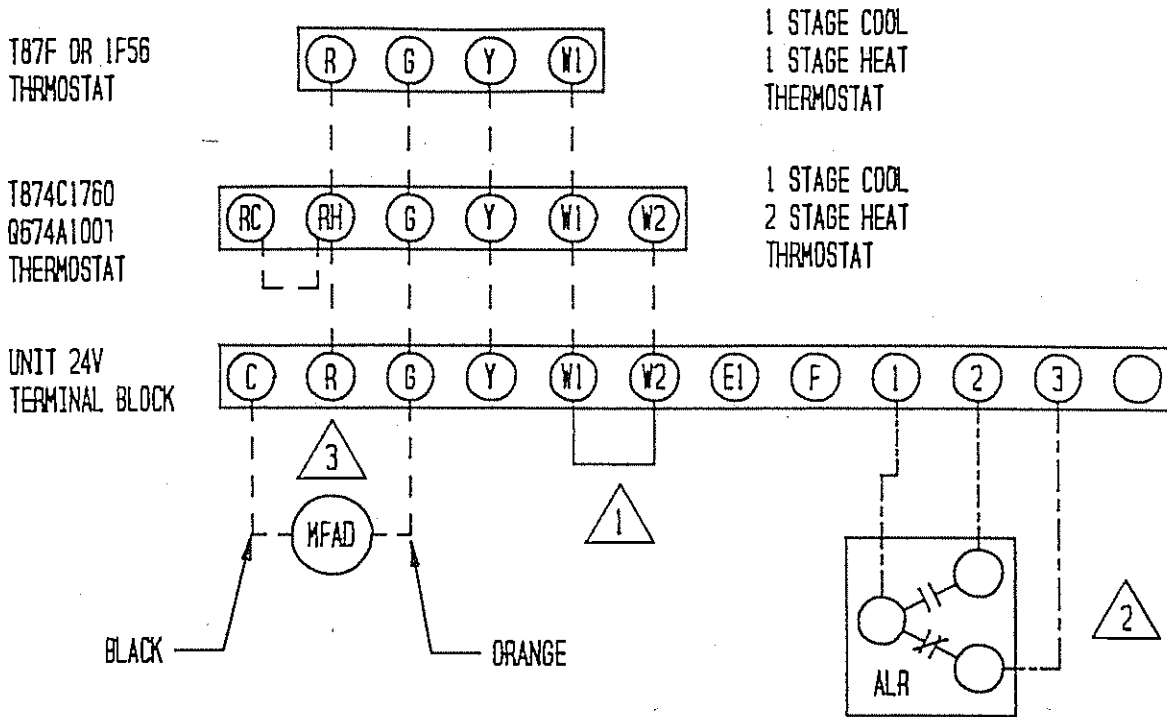 T87F OR 1F56
THRMOSTAT
R G Y W1
1 STAGE COOL
1 STAGE HEAT
THERMOSTAT
T874C1760
Q674A1001
THERMOSTAT
RC RH G Y W1 W2
1 STAGE COOL
2 STAGE HEAT
THRMOSTAT
UNIT 24V
TERMINAL BLOCK
C R G Y W1 W2 E1 F 1 2 3
3
MFAD
1
2
BLACK
ORANGE
ALR